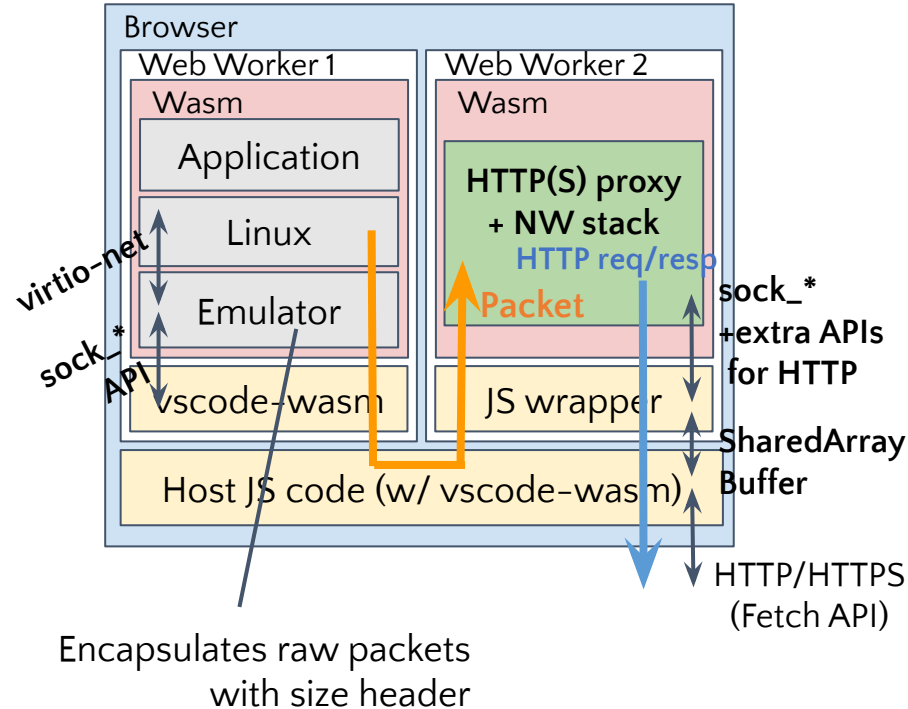 Browser
Web Worker 1
Web Worker 2
Wasm
Wasm
Application
Linux
Emulator
virtio-net
sock_*
API
vscode-wasm
HTTP(S) proxy
+ NW stack
HTTP req/resp
Packet
JS wrapper
sock_*
+extra APIs
for HTTP
SharedArray
Buffer
Host JS code (w/ vscode-wasm)
HTTP/HTTPS
(Fetch API)
Encapsulates raw packets
with size header